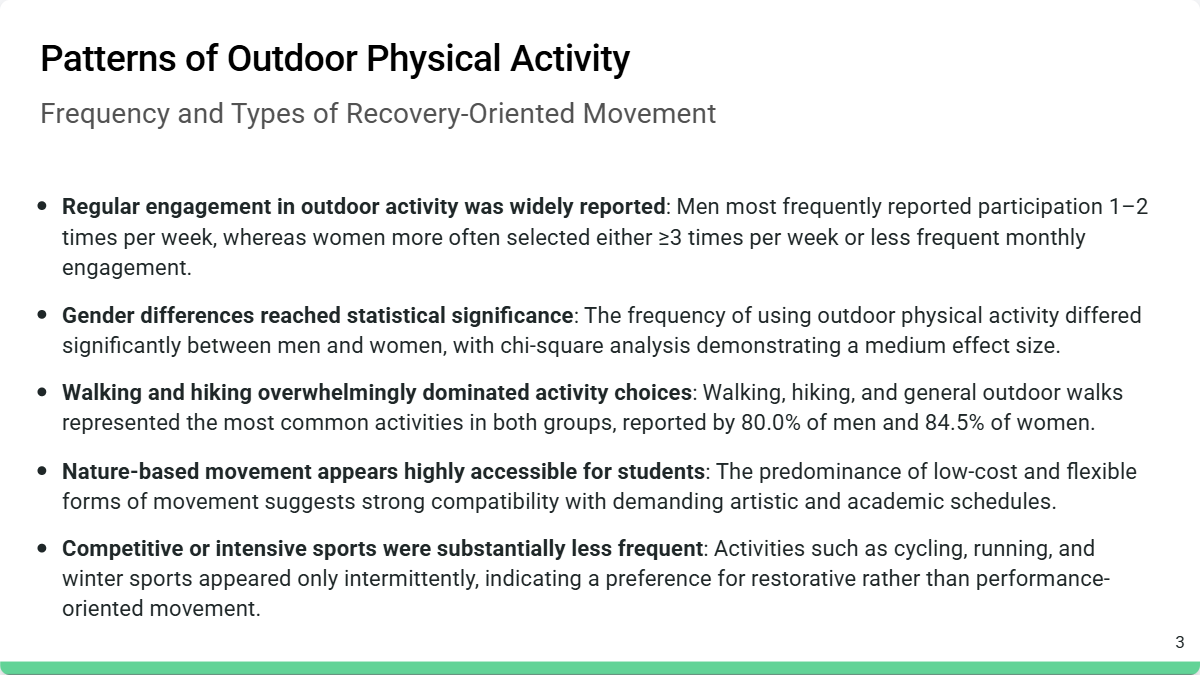 Patterns of Outdoor Physical Activity
Frequency and Types of Recovery-Oriented Movement
• Regular engagement in outdoor activity was widely reported: Men most frequently reported participation 1–2
times per week, whereas women more often selected either ≥3 times per week or less frequent monthly
engagement.
• Gender differences reached statistical significance: The frequency of using outdoor physical activity differed
significantly between men and women, with chi-square analysis demonstrating a medium effect size.
• Walking and hiking overwhelmingly dominated activity choices: Walking, hiking, and general outdoor walks
represented the most common activities in both groups, reported by 80.0% of men and 84.5% of women.
• Nature-based movement appears highly accessible for students: The predominance of low-cost and flexible
forms of movement suggests strong compatibility with demanding artistic and academic schedules.
• Competitive or intensive sports were substantially less frequent: Activities such as cycling, running, and
winter sports appeared only intermittently, indicating a preference for restorative rather than performance-
oriented movement.
3